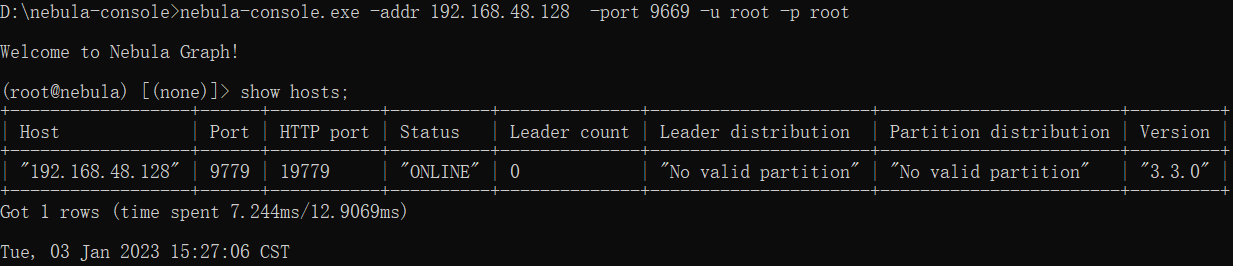 D:\nebula-console>nebula-console.exe -addr 192.168.48.128  -port 9669 -u root -p root
Welcome to Nebula Graph!
(root@nebula) [(none)]> show hosts;
| Host | Port | HTTP port | Status | Leader count | Leader distribution | Partition distribution | Version |
| "192.168.48.128" | 9779 | 19779 | "ONLINE" | 0 | "No valid partition" | "No valid partition" | "3.3.0" |
Got 1 rows (time spent 7.244ms/12.9069ms)
Tue, 03 Jan 2023 15:27:06 CST